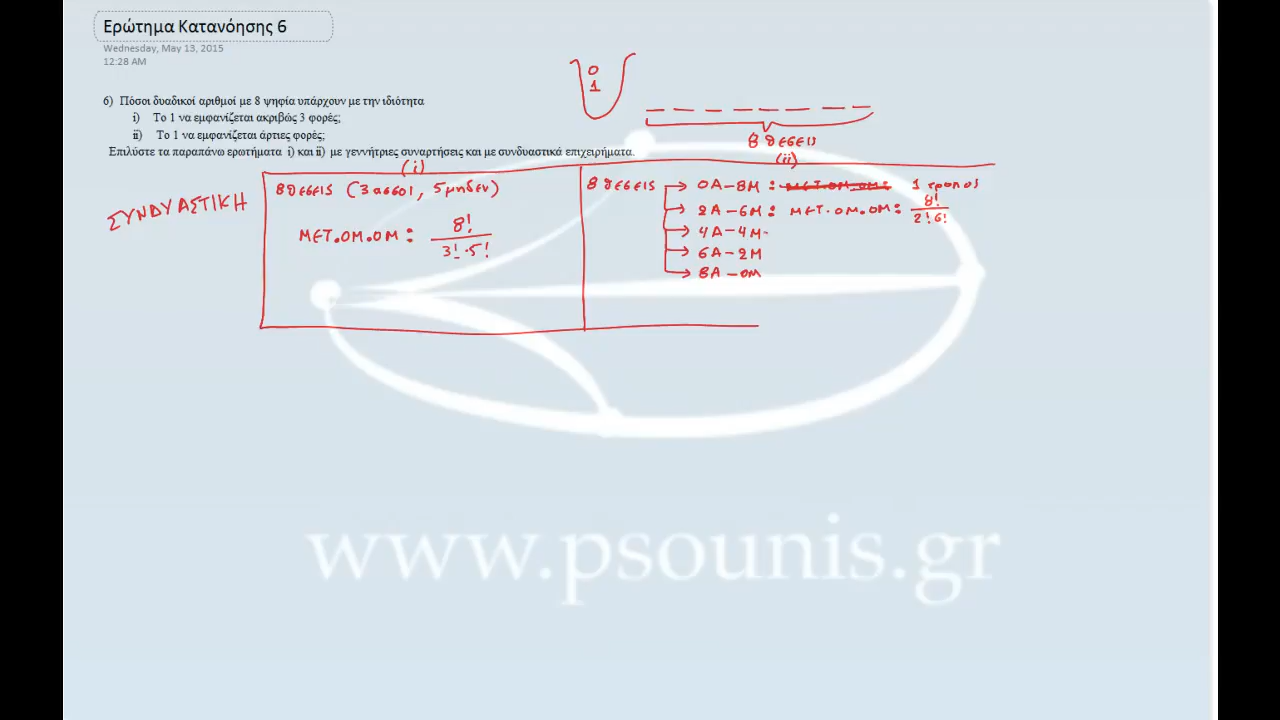 Ερώτημα Κατανόησης 6
Wednesday, May 13, 2015
12:28 AM
6) Πόσοι δυαδικοί αριθμοί με 8 ψηφία υπάρχουν με την ιδιότητα
i) Το 1 να εμφανίζεται ακριβώς 3 φορές;
ii) Το 1 να εμφανίζεται άρτιες φορές;
Επιλύστε τα παραπάνω ερωτήματα i) και ii) με γεννήτριες συναρτήσεις και με συνδυαστικά επιχειρήματα.
0
1
8 θεσεις
ΣΥΝΔΥΑΣΤΙΚΗ
(i)
8 θεσεις (3 ασσοι, 5 μηδεν)
ΜΕΤ.ΟΜ.ΟΜ: 8! / 3!·5!
(ii)
8 θεσεις
0Α-8Μ: ΜΕΤ.ΟΜ.ΟΜ: 1 τροπος
2Α-6Μ: ΜΕΤ.ΟΜ.ΟΜ: 8! / 2!6!
4Α-4Μ
6Α-2Μ
8Α-0Μ
www.psounis.gr